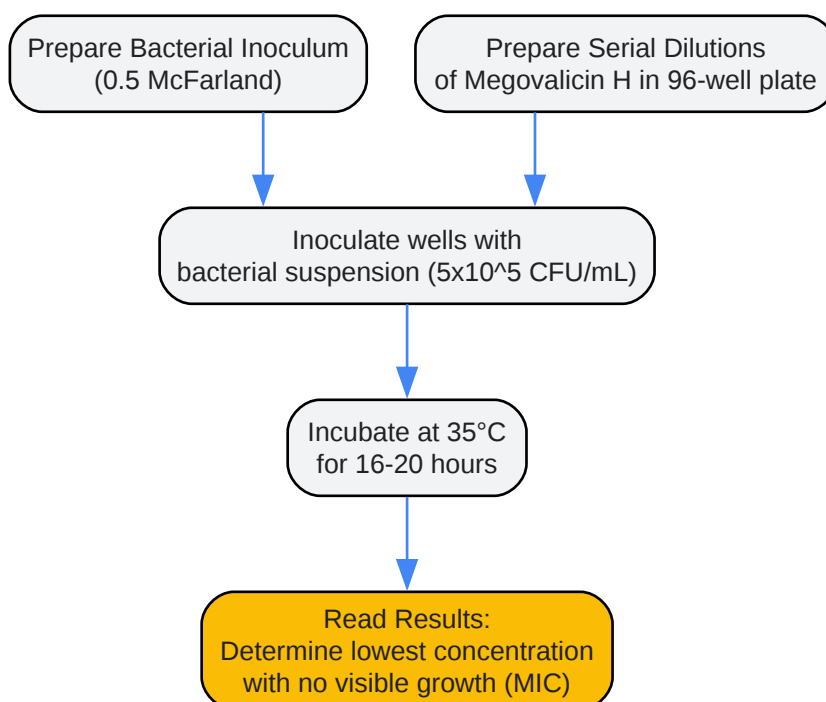 Prepare Bacterial Inoculum
(0.5 McFarland)
Prepare Serial Dilutions
of Megovalicin H in 96-well plate
Inoculate wells with
bacterial suspension (5x10^5 CFU/mL)
Incubate at 35°C
for 16-20 hours
Read Results:
Determine lowest concentration
with no visible growth (MIC)